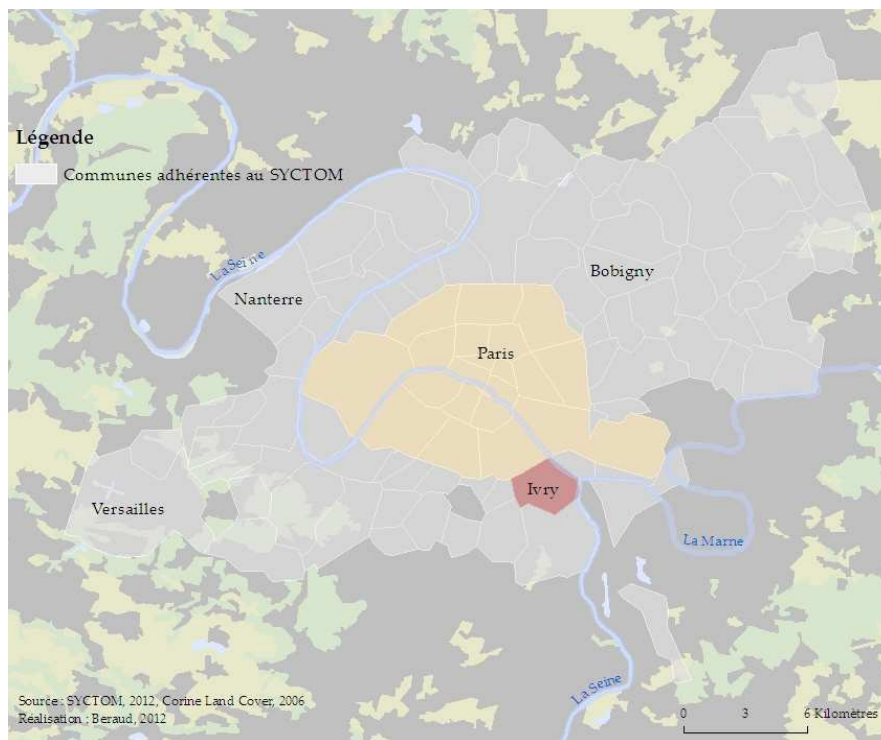 Légende
Communes adhérentes au SYCTOM
La Seine
Nanterre
Bobigny
Paris
Ivry
Versailles
La Marne
La Seine
Source : SYCTOM, 2012, Corine Land Cover, 2006
Réalisation : Beraud, 2012
0 3 6 Kilomètres